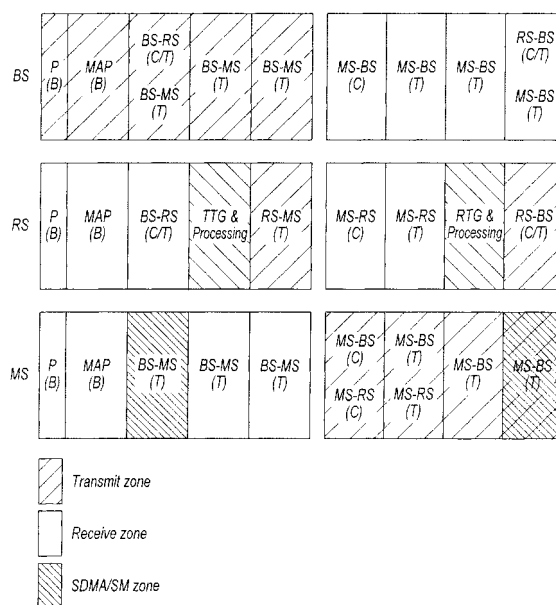 BS
P
(B)
MAP
(B)
BS-RS
(C/T)
BS-MS
(T)
BS-MS
(T)
BS-MS
(T)
MS-BS
(C)
MS-BS
(T)
MS-BS
(T)
RS-BS
(C/T)
MS-BS
(T)
RS
P
(B)
MAP
(B)
BS-RS
(C/T)
TTG &
Processing
RS-MS
(T)
MS-RS
(C)
MS-RS
(T)
RTG &
Processing
RS-BS
(C/T)
MS
P
(B)
MAP
(B)
BS-MS
(T)
BS-MS
(T)
BS-MS
(T)
MS-BS
(C)
MS-RS
(C)
MS-BS
(T)
MS-RS
(T)
MS-BS
(T)
MS-BS
(T)
Transmit zone
Receive zone
SDMA/SM zone